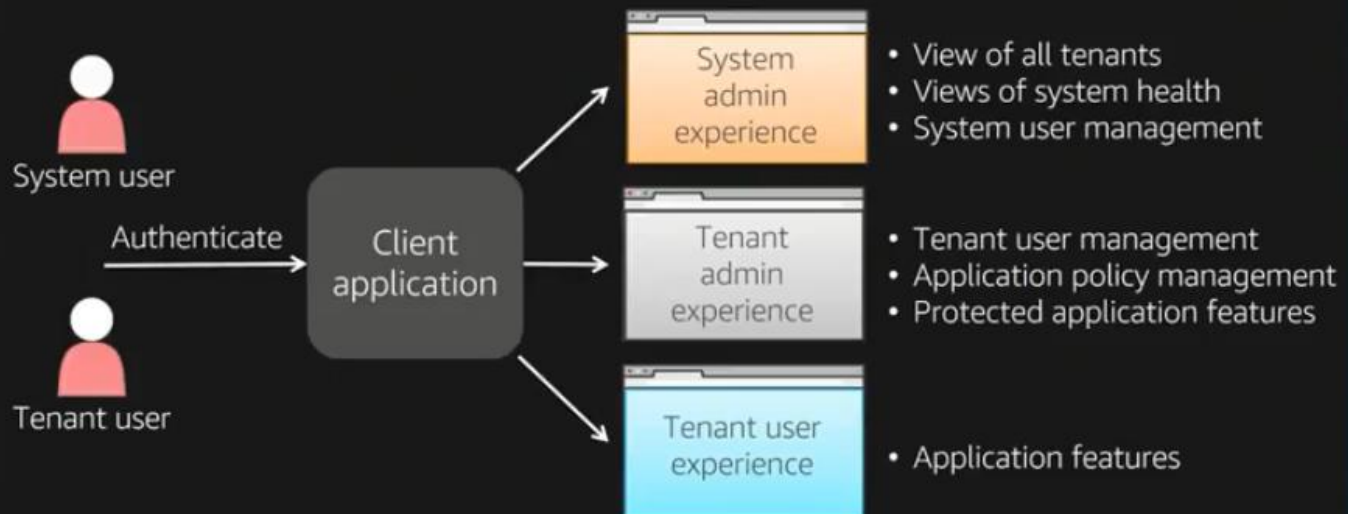 System user
Authenticate
Tenant user
Client
application
System
admin
experience
• View of all tenants
• Views of system health
• System user management
Tenant
admin
experience
• Tenant user management
• Application policy management
• Protected application features
Tenant user
experience
• Application features